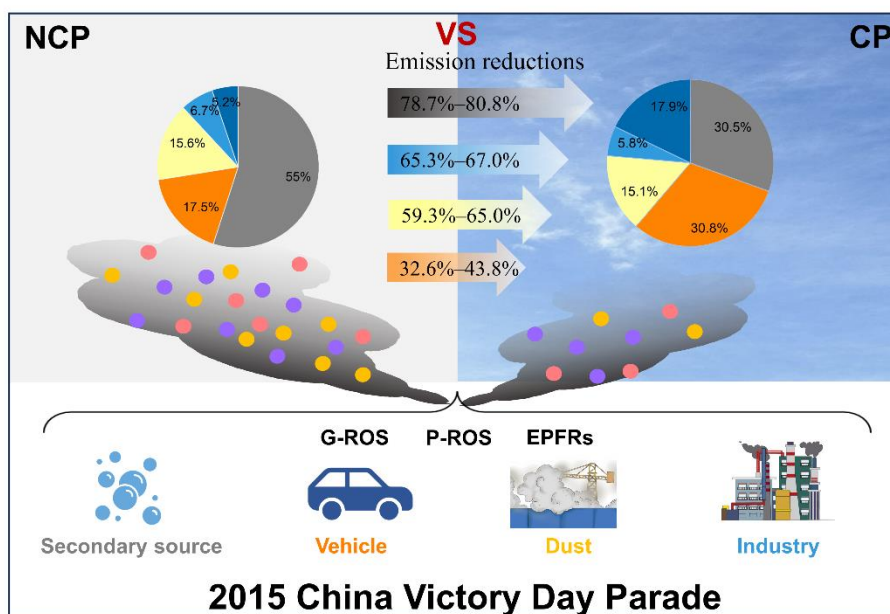 NCP
VS
CP
Emission reductions
5.2%
6.7%
15.6%
17.5%
55%
78.7%–80.8%
65.3%–67.0%
59.3%–65.0%
32.6%–43.8%
17.9%
5.8%
15.1%
30.8%
30.5%
G-ROS P-ROS EPFRs
Secondary source
Vehicle
Dust
Industry
2015 China Victory Day Parade